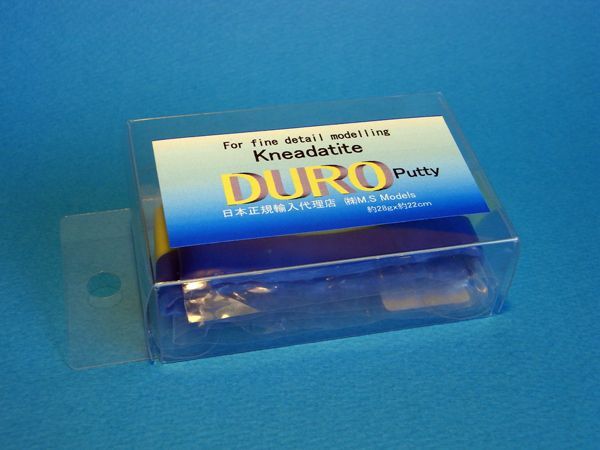 For fine detail modelling
Kneadatite
DURO Putty
日本正規輸入代理店 ㈱M.S Models
約28g×約22cm